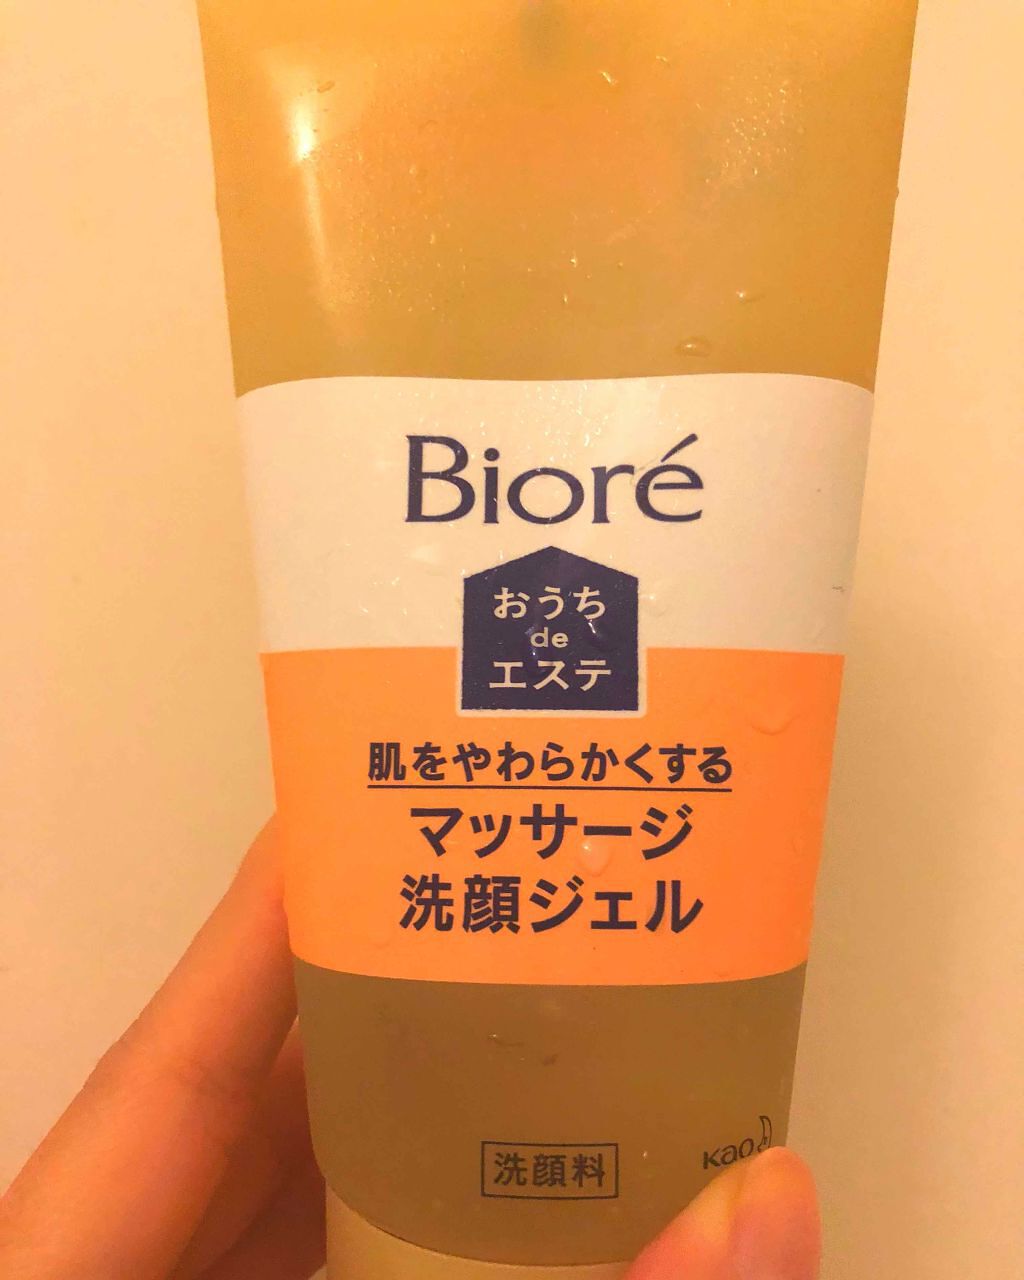 Bioré
おうち
de
エステ
肌をやわらかくする
マッサージ
洗顔ジェル
洗顔料
Kao